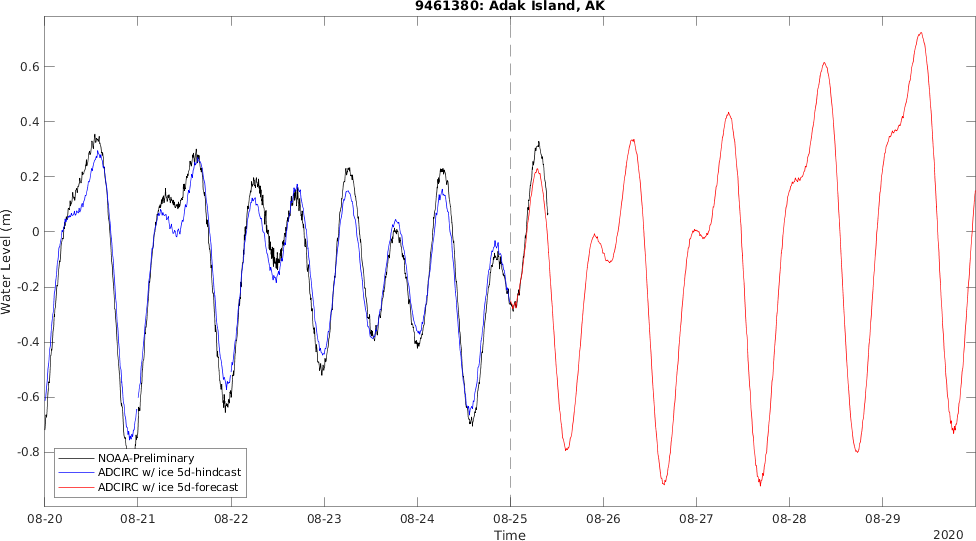 9461380: Adak Island, AK
Water Level (m)
0.6
0.4
0.2
0
-0.2
-0.4
-0.6
-0.8
NOAA-Preliminary
ADCIRC w/ ice 5d-hindcast
ADCIRC w/ ice 5d-forecast
08-20 08-21 08-22 08-23 08-24 08-25 08-26 08-27 08-28 08-29
Time
2020